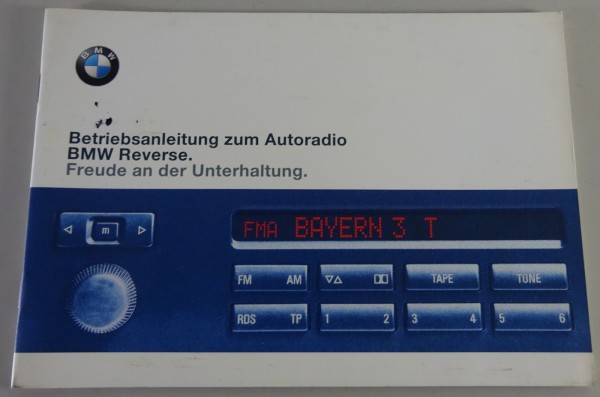 BMW
Betriebsanleitung zum Autoradio
BMW Reverse.
Freude an der Unterhaltung.
m
FMA BAYERN 3 T
FM AM TAPE TONE
RDS TP 1 2 3 4 5 6